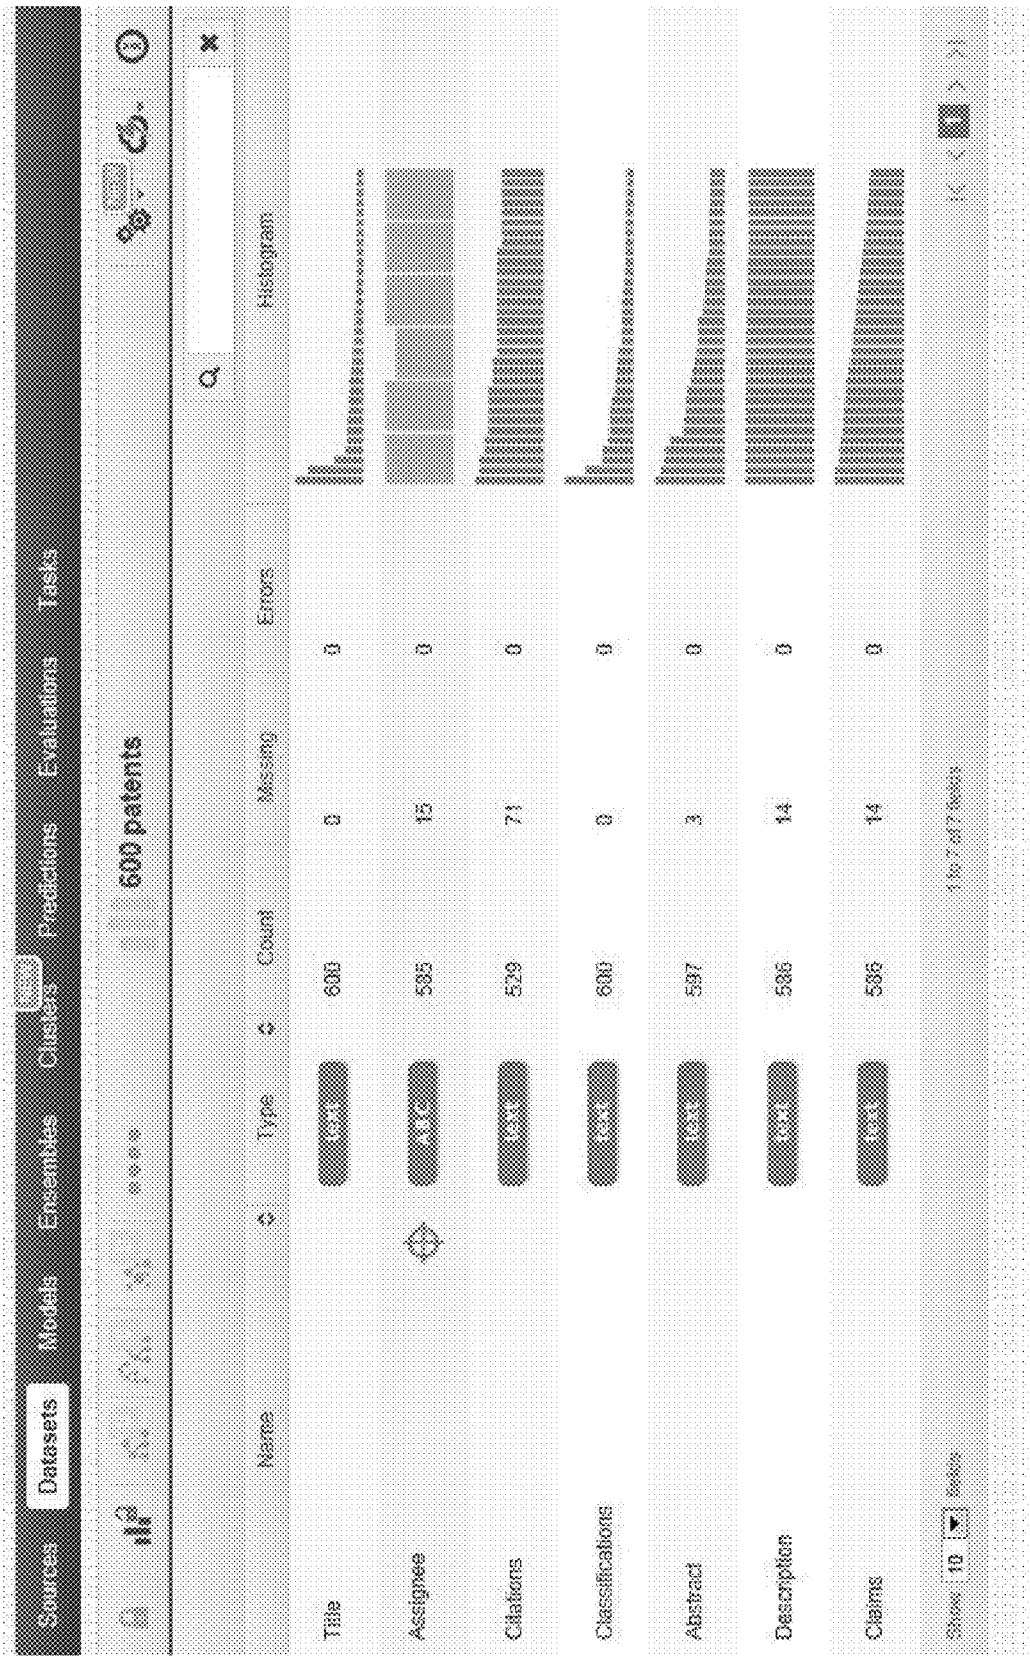 Sources Datasets Models Ensembles Clusters Predictions Evaluations Tasks
600 patents
Name Type Count Missing Errors Histogram
Title text 600 0 0
Assignee ABC 585 15 0
Citations text 529 71 0
Classifications text 600 0 0
Abstract text 597 3 0
Description text 586 14 0
Claims text 586 14 0
Show 10 fields 1 to 7 of 7 fields 1